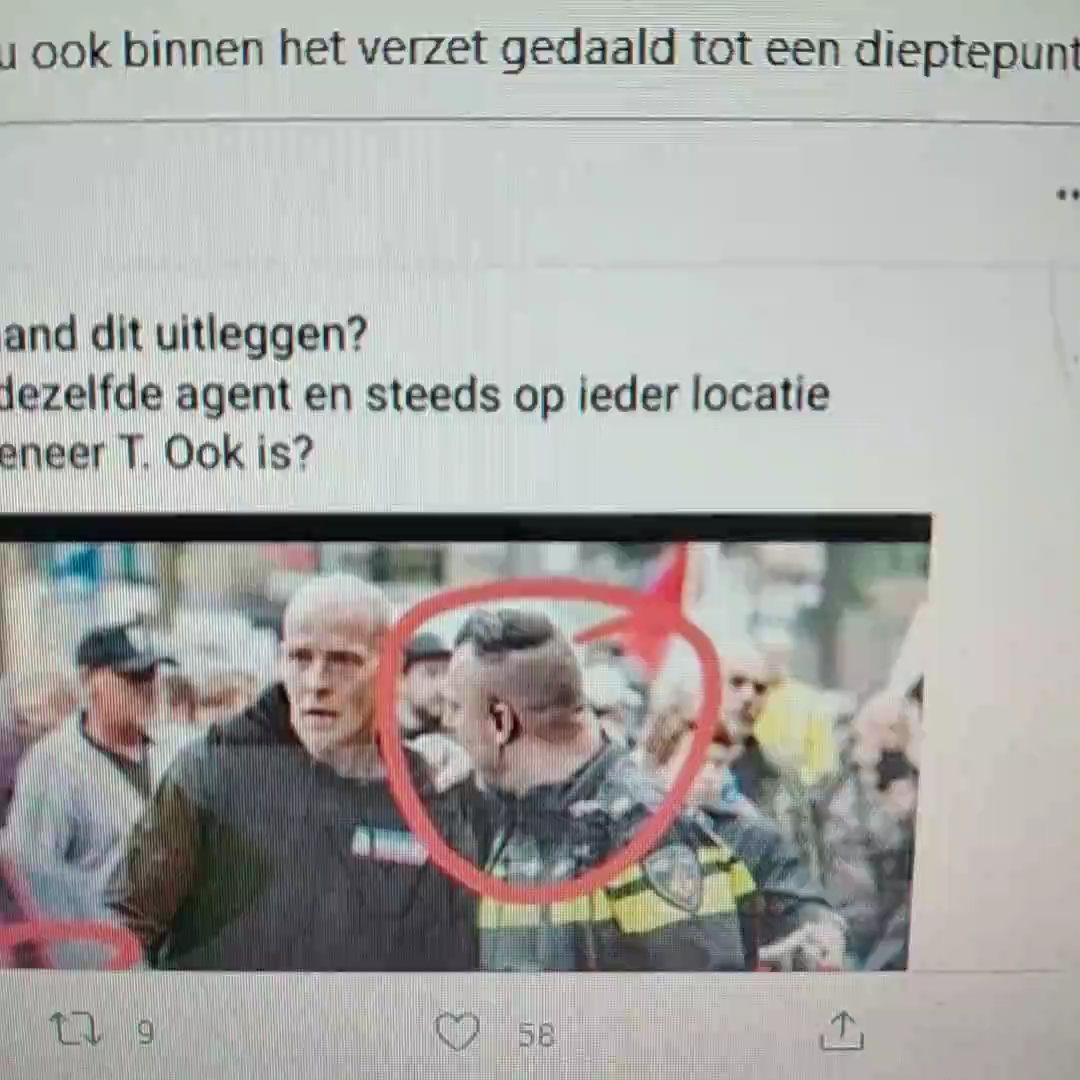 u ook binnen het verzet gedaald tot een dieptepunt
and dit uitleggen?
dezelfde agent en steeds op ieder locatie
eneer T. Ook is?
9
58